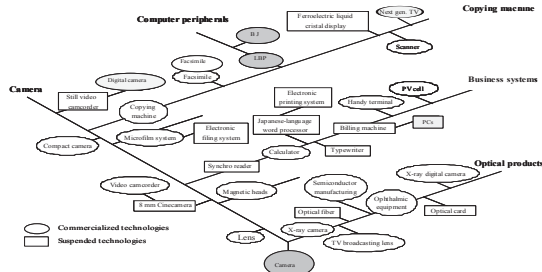 Copying machine
Computer peripherals
Next gen. TV
Ferroelectric liquid
cristal display
BJ
Scanner
LBP
Facsimile
Facsimile
Digital camera
Camera
Still video
camcorder
Copying
machine
Compact camera
Microfilm system
Electronic
filing system
Electronic
printing system
Japanese-language
word processor
PV cell
Business systems
Handy terminal
Billing machine
PCs
Typewriter
Calculator
Synchro reader
Video camcorder
8 mm Cinecamera
Magnetic heads
Optical products
X-ray digital camera
Semiconductor
manufacturing
Ophthalmic
equipment
Optical card
Optical fiber
X-ray camera
Lens
TV broadcasting lens
Camera
Commercialized technologies
Suspended technologies